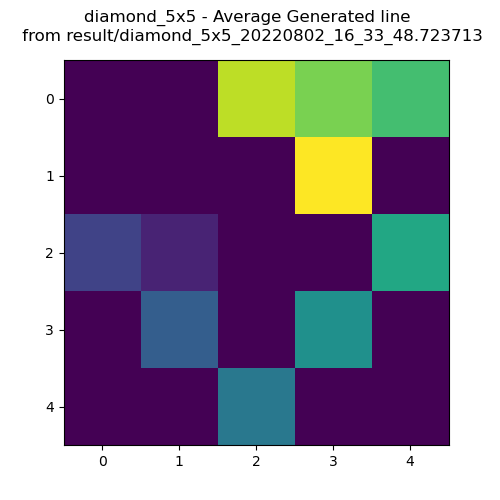 diamond_5x5 - Average Generated line
from result/diamond_5x5_20220802_16_33_48.723713
0
1
2
3
4
0 1 2 3 4